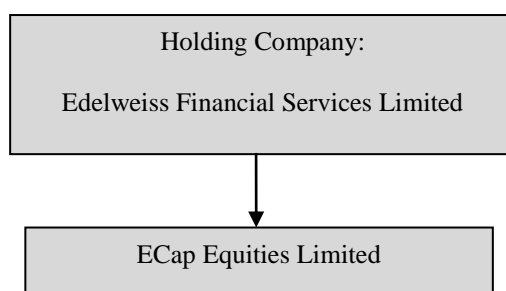 Holding Company:
Edelweiss Financial Services Limited
ECap Equities Limited